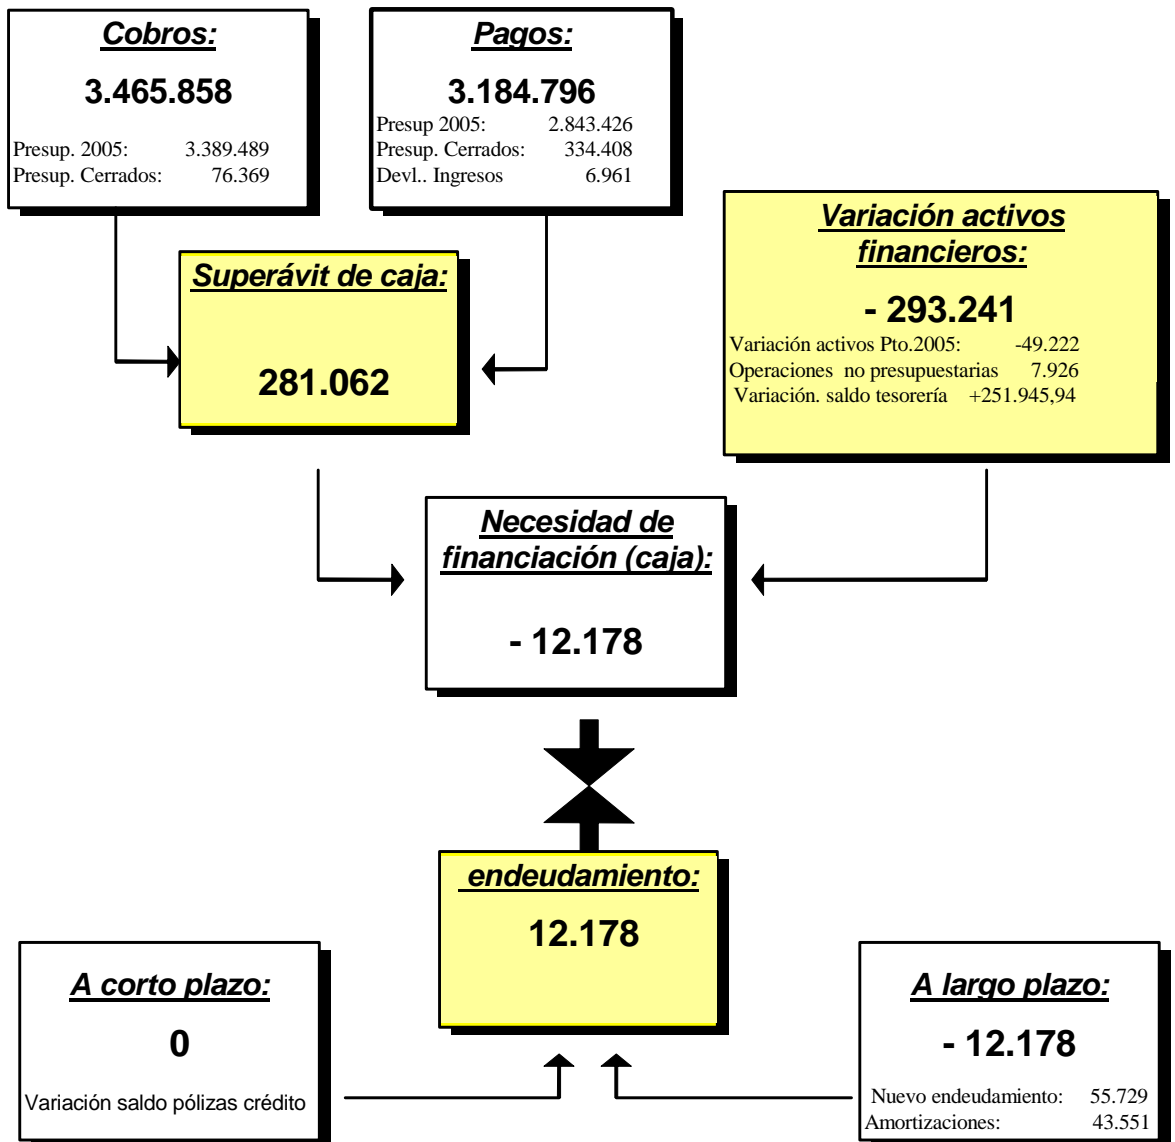 Cobros:
3.465.858
Presup. 2005: 3.389.489
Presup. Cerrados: 76.369
Pagos:
3.184.796
Presup 2005: 2.843.426
Presup. Cerrados: 334.408
Devl.. Ingresos 6.961
Superávit de caja:
281.062
Variación activos
financieros:
- 293.241
Variación activos Pto.2005: -49.222
Operaciones no presupuestarias 7.926
Variación. saldo tesorería +251.945,94
Necesidad de
financiación (caja):
- 12.178
endeudamiento:
12.178
A corto plazo:
0
Variación saldo pólizas crédito
A largo plazo:
- 12.178
Nuevo endeudamiento: 55.729
Amortizaciones: 43.551